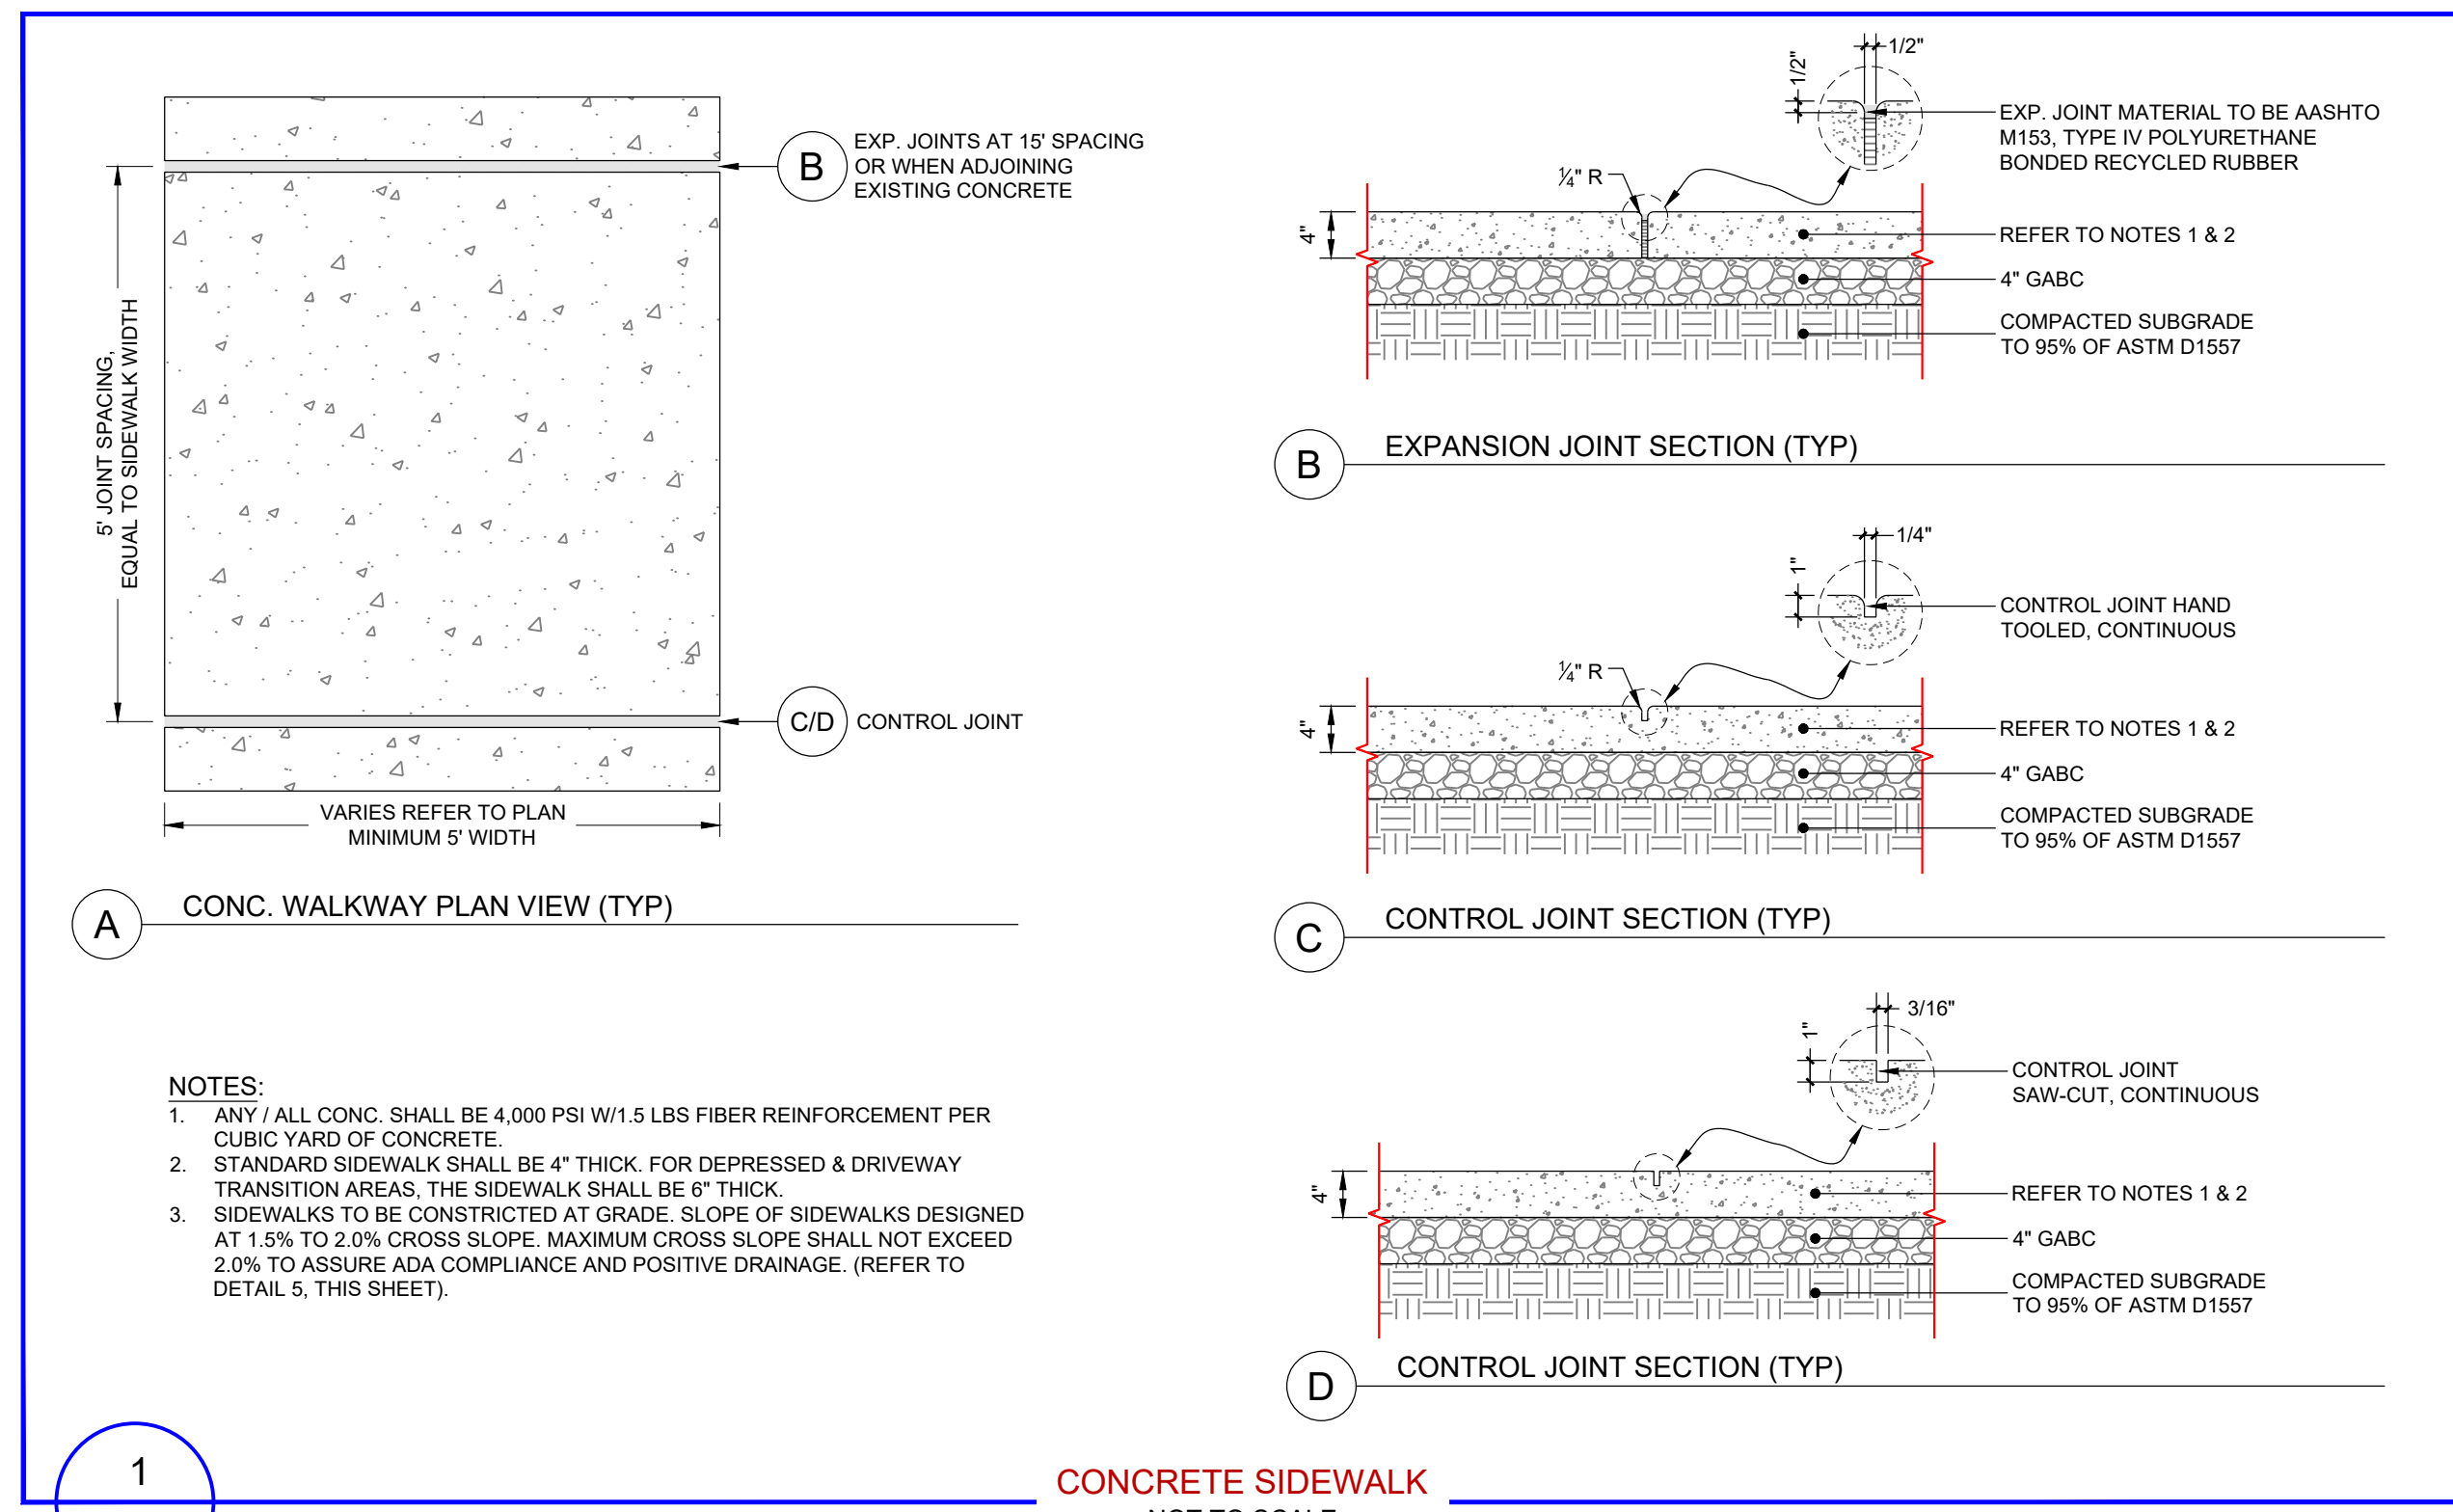 B
EXP. JOINTS AT 15' SPACING
OR WHEN ADJOINING
EXISTING CONCRETE
5' JOINT SPACING,
EQUAL TO SIDEWALK WIDTH
C/D
CONTROL JOINT
VARIES REFER TO PLAN
MINIMUM 5' WIDTH
A
CONC. WALKWAY PLAN VIEW (TYP)
NOTES:
1. ANY / ALL CONC. SHALL BE 4,000 PSI W/1.5 LBS FIBER REINFORCEMENT PER
CUBIC YARD OF CONCRETE.
2. STANDARD SIDEWALK SHALL BE 4" THICK. FOR DEPRESSED & DRIVEWAY
TRANSITION AREAS, THE SIDEWALK SHALL BE 6" THICK.
3. SIDEWALKS TO BE CONSTRICTED AT GRADE. SLOPE OF SIDEWALKS DESIGNED
AT 1.5% TO 2.0% CROSS SLOPE. MAXIMUM CROSS SLOPE SHALL NOT EXCEED
2.0% TO ASSURE ADA COMPLIANCE AND POSITIVE DRAINAGE. (REFER TO
DETAIL 5, THIS SHEET).
1/2"
1/2"
EXP. JOINT MATERIAL TO BE AASHTO
M153, TYPE IV POLYURETHANE
BONDED RECYCLED RUBBER
¼" R
4"
REFER TO NOTES 1 & 2
4" GABC
COMPACTED SUBGRADE
TO 95% OF ASTM D1557
B
EXPANSION JOINT SECTION (TYP)
1/4"
1"
CONTROL JOINT HAND
TOOLED, CONTINUOUS
¼" R
4"
REFER TO NOTES 1 & 2
4" GABC
COMPACTED SUBGRADE
TO 95% OF ASTM D1557
C
CONTROL JOINT SECTION (TYP)
3/16"
1"
CONTROL JOINT
SAW-CUT, CONTINUOUS
4"
REFER TO NOTES 1 & 2
4" GABC
COMPACTED SUBGRADE
TO 95% OF ASTM D1557
D
CONTROL JOINT SECTION (TYP)
1
CONCRETE SIDEWALK
NOT TO SCALE